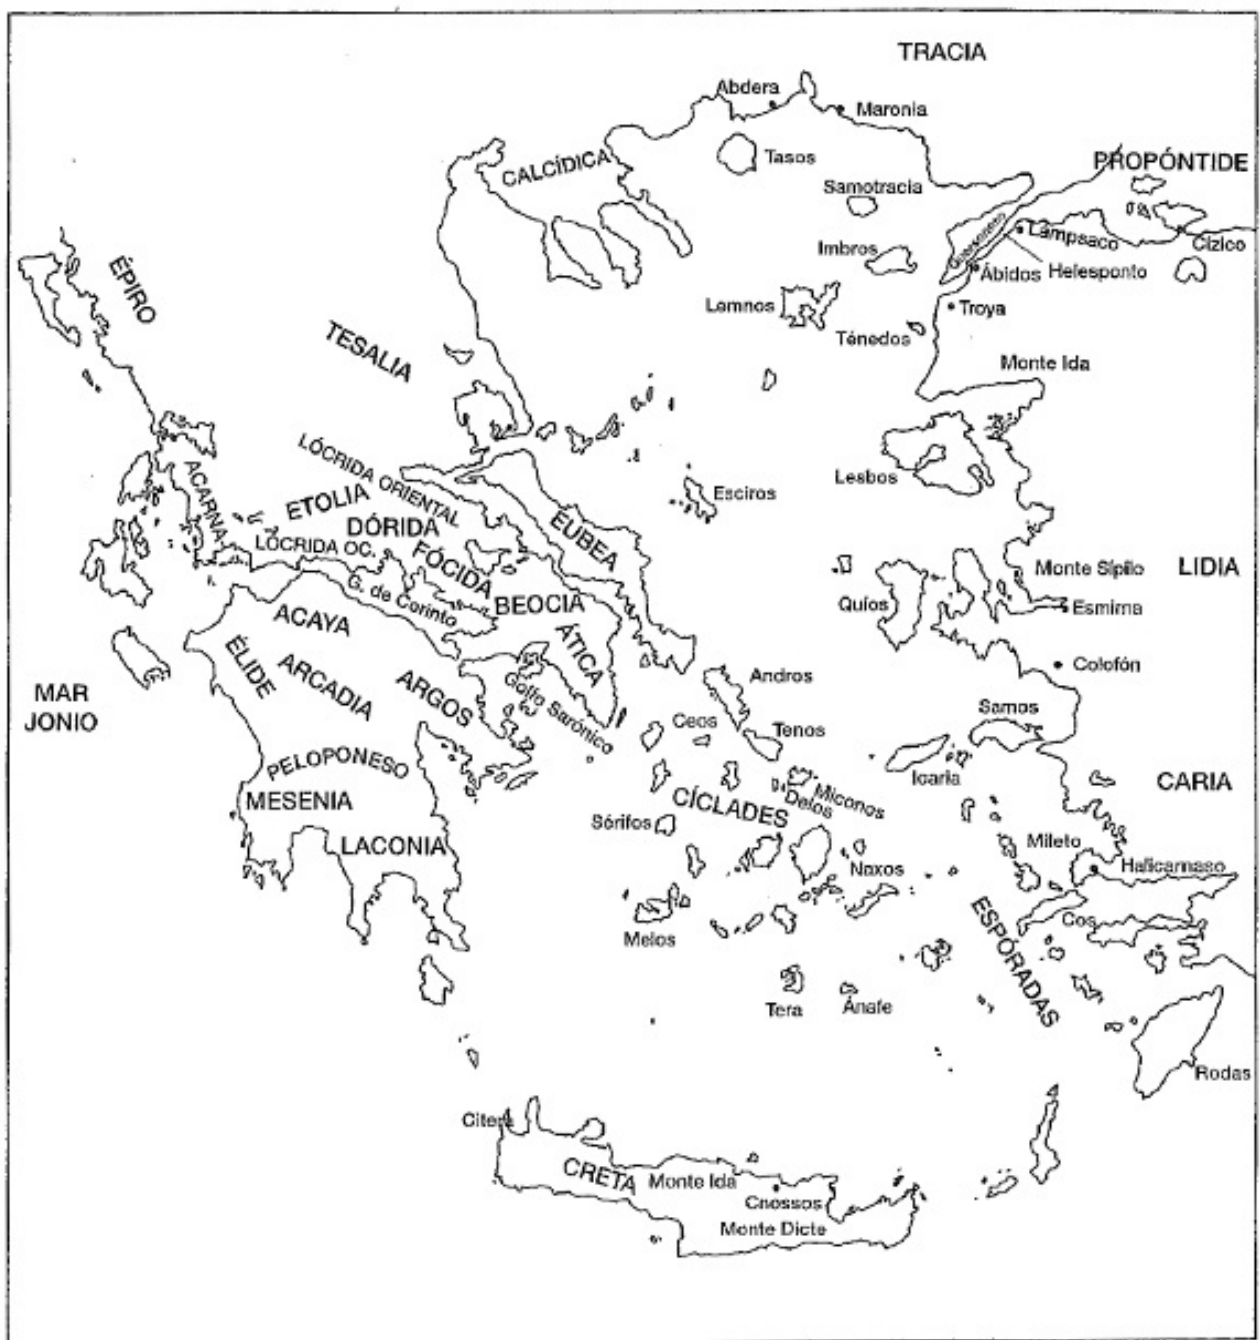 TRACIA
Abdera
Maronia
CALCÍDICA
Tasos
PROPÓNTIDE
Samotracia
Lámpsaco
Cízico
Imbros
Ábidos
Helesponto
ÉPIRO
Lemnos
Troya
Ténedos
TESALIA
Monte Ida
LÓCRIDA ORIENTAL
ACARNA
Lesbos
Esciros
ETOLIA
DÓRIDA
EUBEA
LÓCRIDA OC.
FÓCIDA
Monte Sípilo
LIDIA
G. de Corinto
BEOCIA
Quíos
Esmirna
ACAYA
ÁTICA
ÉLIDE
Colofón
ARCADIA
ARGOS
Andros
MAR
JONIO
Golfo Sarónico
Ceos
Tenos
Samos
PELOPONESO
Icaria
CARIA
MESENIA
CÍCLADES
Miconos
Delos
Sérifos
LACONIA
Mileto
Naxos
Halicarnaso
Melos
ESPÓRADAS
Cos
Tera
Ánafe
Rodas
Citera
CRETA
Monte Ida
Cnossos
Monte Dicte